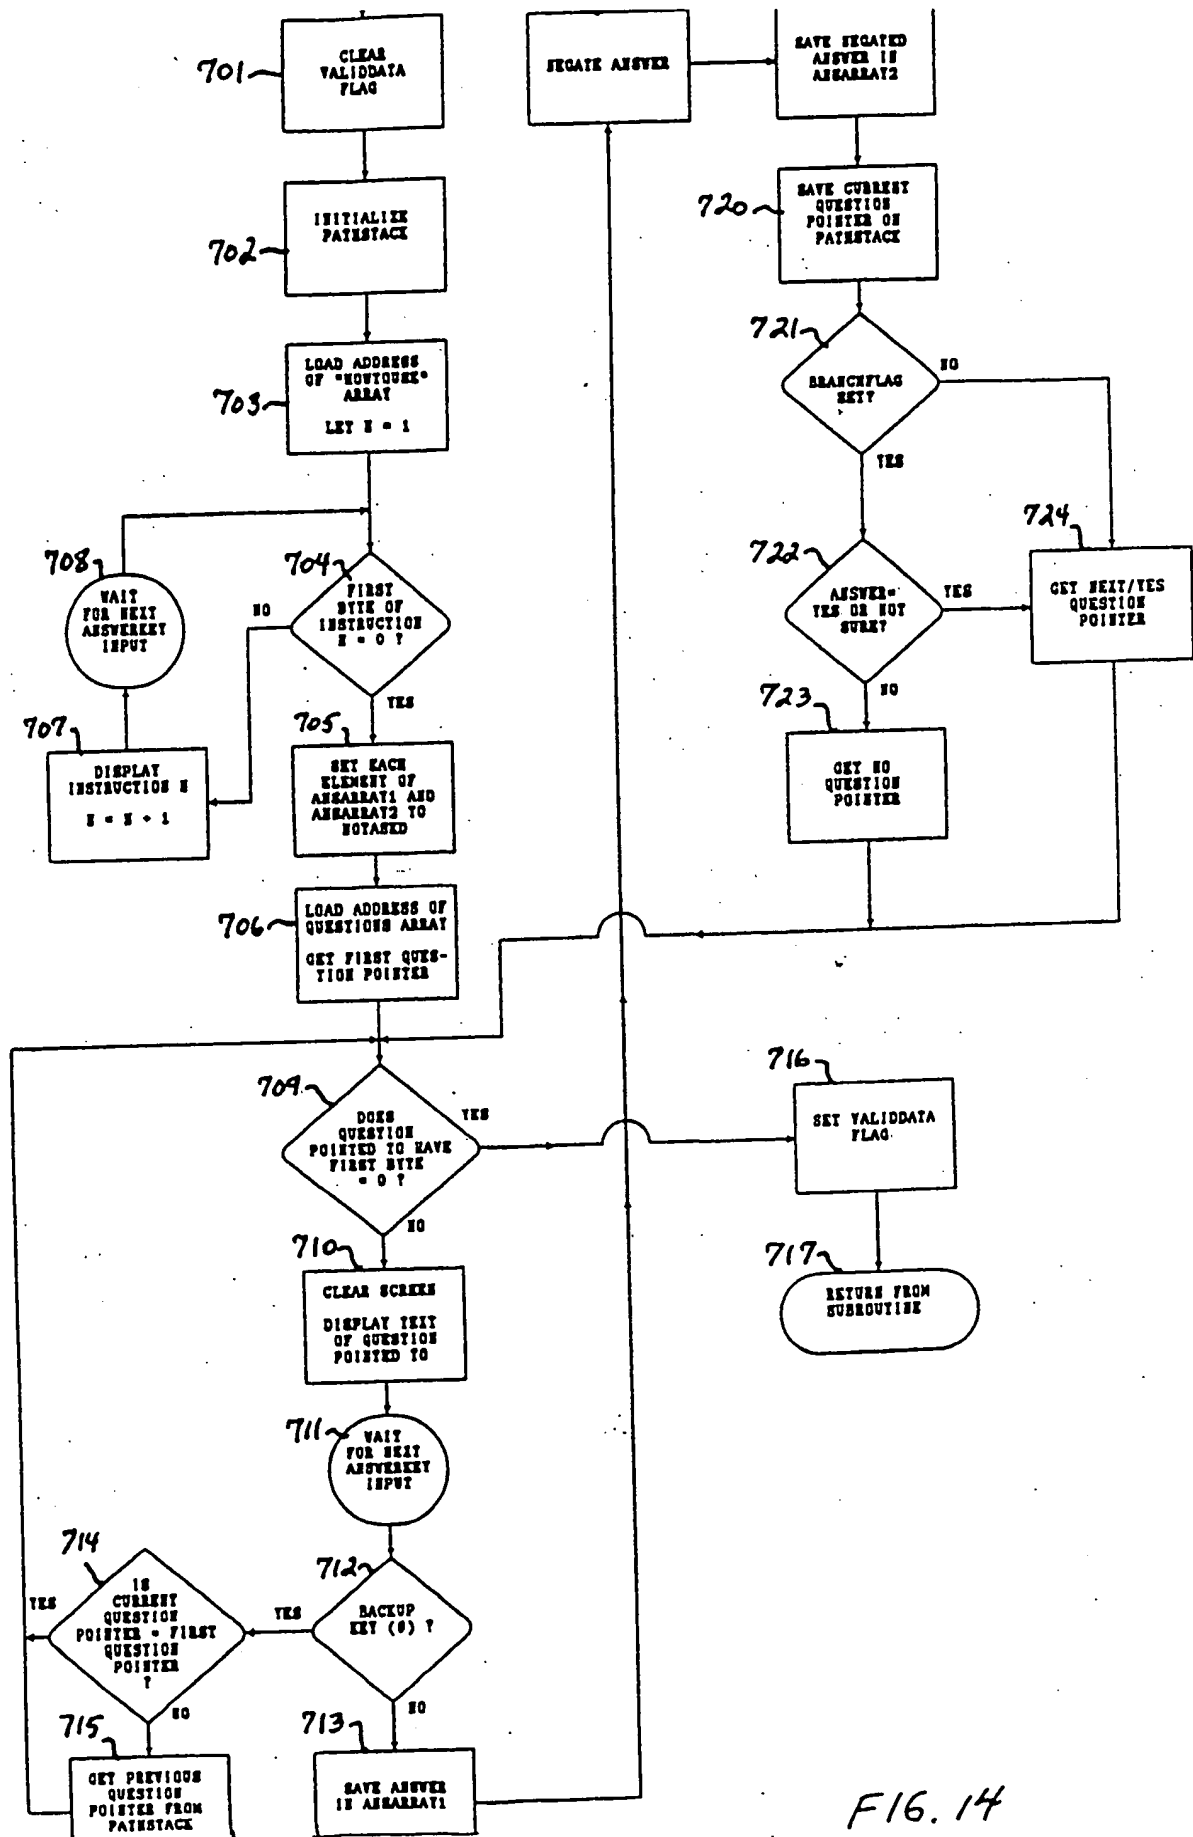 701
CLEAR
VALIDDATA
FLAG
702
INITIALIZE
PATHSTACK
703
LOAD ADDRESS
OF "HOWTOUSE"
ARRAY
LET N = 1
704
FIRST
BYTE OF
INSTRUCTION
N = 0 ?
NO
YES
708
WAIT
FOR NEXT
ANSWERKEY
INPUT
707
DISPLAY
INSTRUCTION N
N = N + 1
705
SET EACH
ELEMENT OF
ANSARRAY1 AND
ANSARRAY2 TO
NOTASKED
706
LOAD ADDRESS OF
QUESTIONS ARRAY
GET FIRST QUES-
TION POINTER
709
DOES
QUESTION
POINTED TO HAVE
FIRST BYTE
= 0 ?
YES
NO
710
CLEAR SCREEN
DISPLAY TEXT
OF QUESTION
POINTED TO
711
WAIT
FOR NEXT
ANSWERKEY
INPUT
712
BACKUP
KEY (0) ?
YES
NO
714
IS
CURRENT
QUESTION
POINTER = FIRST
QUESTION
POINTER
?
YES
NO
715
GET PREVIOUS
QUESTION
POINTER FROM
PATHSTACK
713
SAVE ANSWER
IN ANSARRAY1
NEGATE ANSWER
SAVE NEGATED
ANSWER IN
ANSARRAY2
720
SAVE CURRENT
QUESTION
POINTER ON
PATHSTACK
721
BRANCHFLAG
SET?
NO
YES
722
ANSWER=
YES OR NOT
SURE?
YES
NO
724
GET NEXT/YES
QUESTION
POINTER
723
GET NO
QUESTION
POINTER
716
SET VALIDDATA
FLAG
717
RETURN FROM
SUBROUTINE
FIG. 14